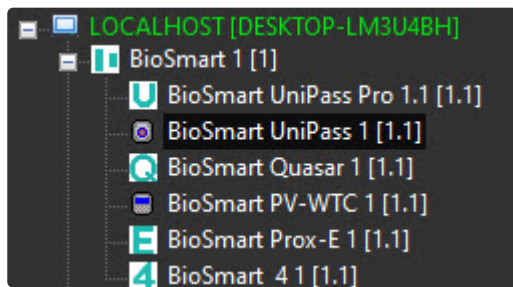 LOCALHOST [DESKTOP-LM3U4BH]
BioSmart 1 [1]
BioSmart UniPass Pro 1.1 [1.1]
BioSmart UniPass 1 [1.1]
BioSmart Quasar 1 [1.1]
BioSmart PV-WTC 1 [1.1]
BioSmart Prox-E 1 [1.1]
BioSmart  4 1 [1.1]